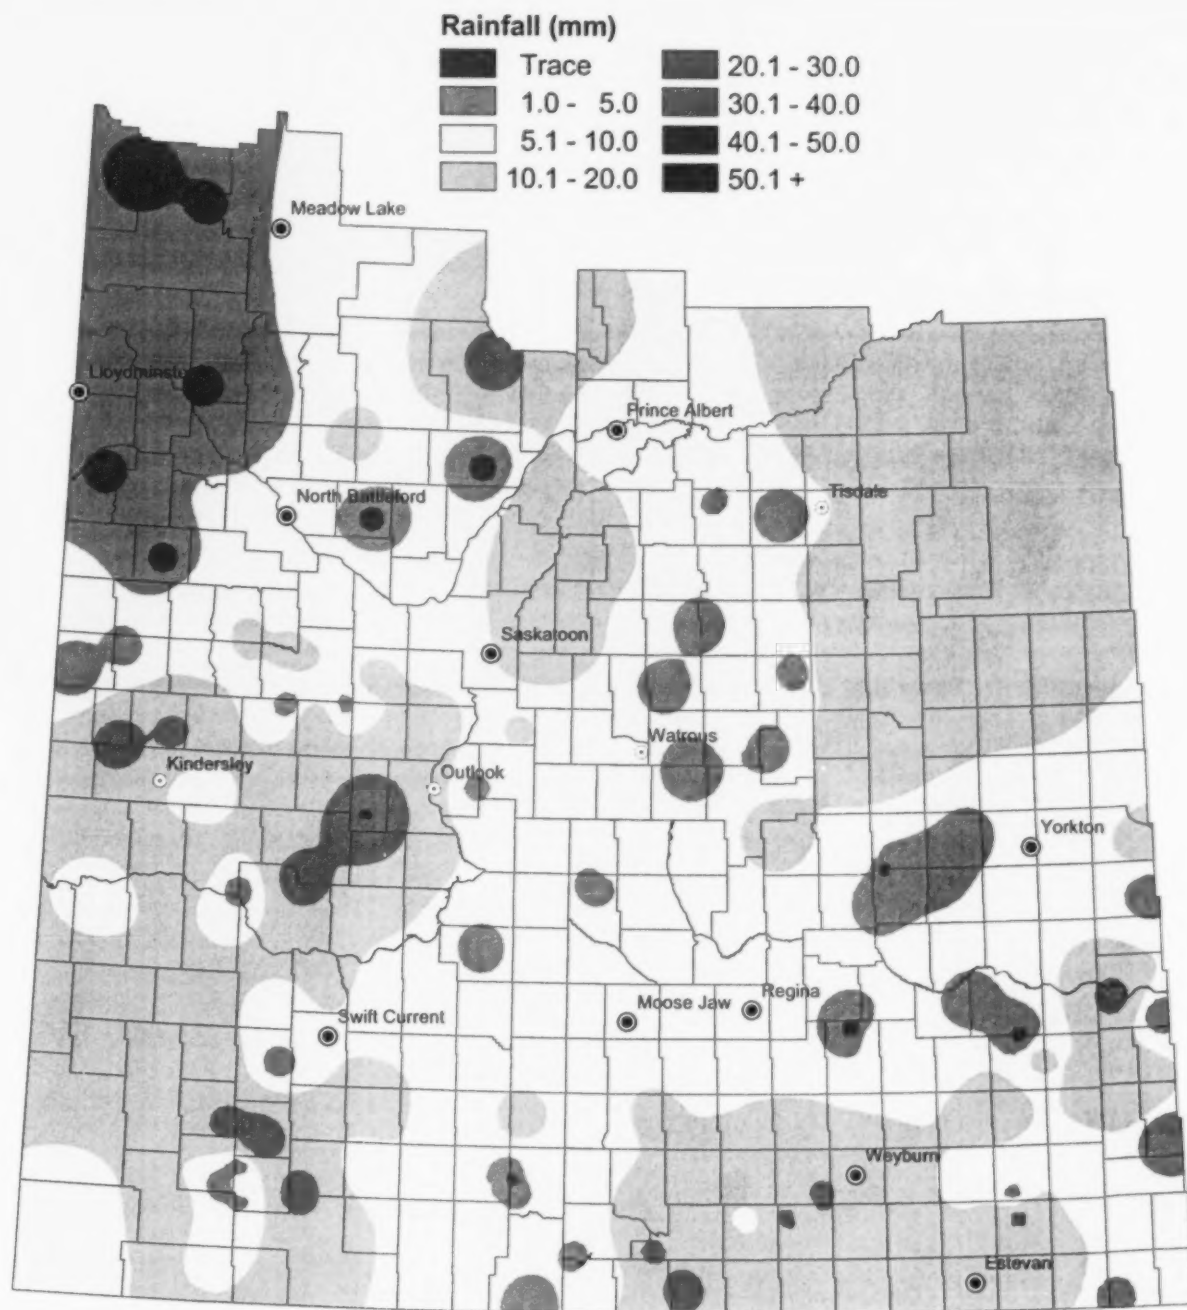 Rainfall (mm)
Trace
1.0 - 5.0
5.1 - 10.0
10.1 - 20.0
20.1 - 30.0
30.1 - 40.0
40.1 - 50.0
50.1 +
Meadow Lake
Lloydminster
Prince Albert
North Battleford
Tisdale
Saskatoon
Watrous
Kindersley
Outlook
Yorkton
Swift Current
Moose Jaw
Regina
Weyburn
Estevan